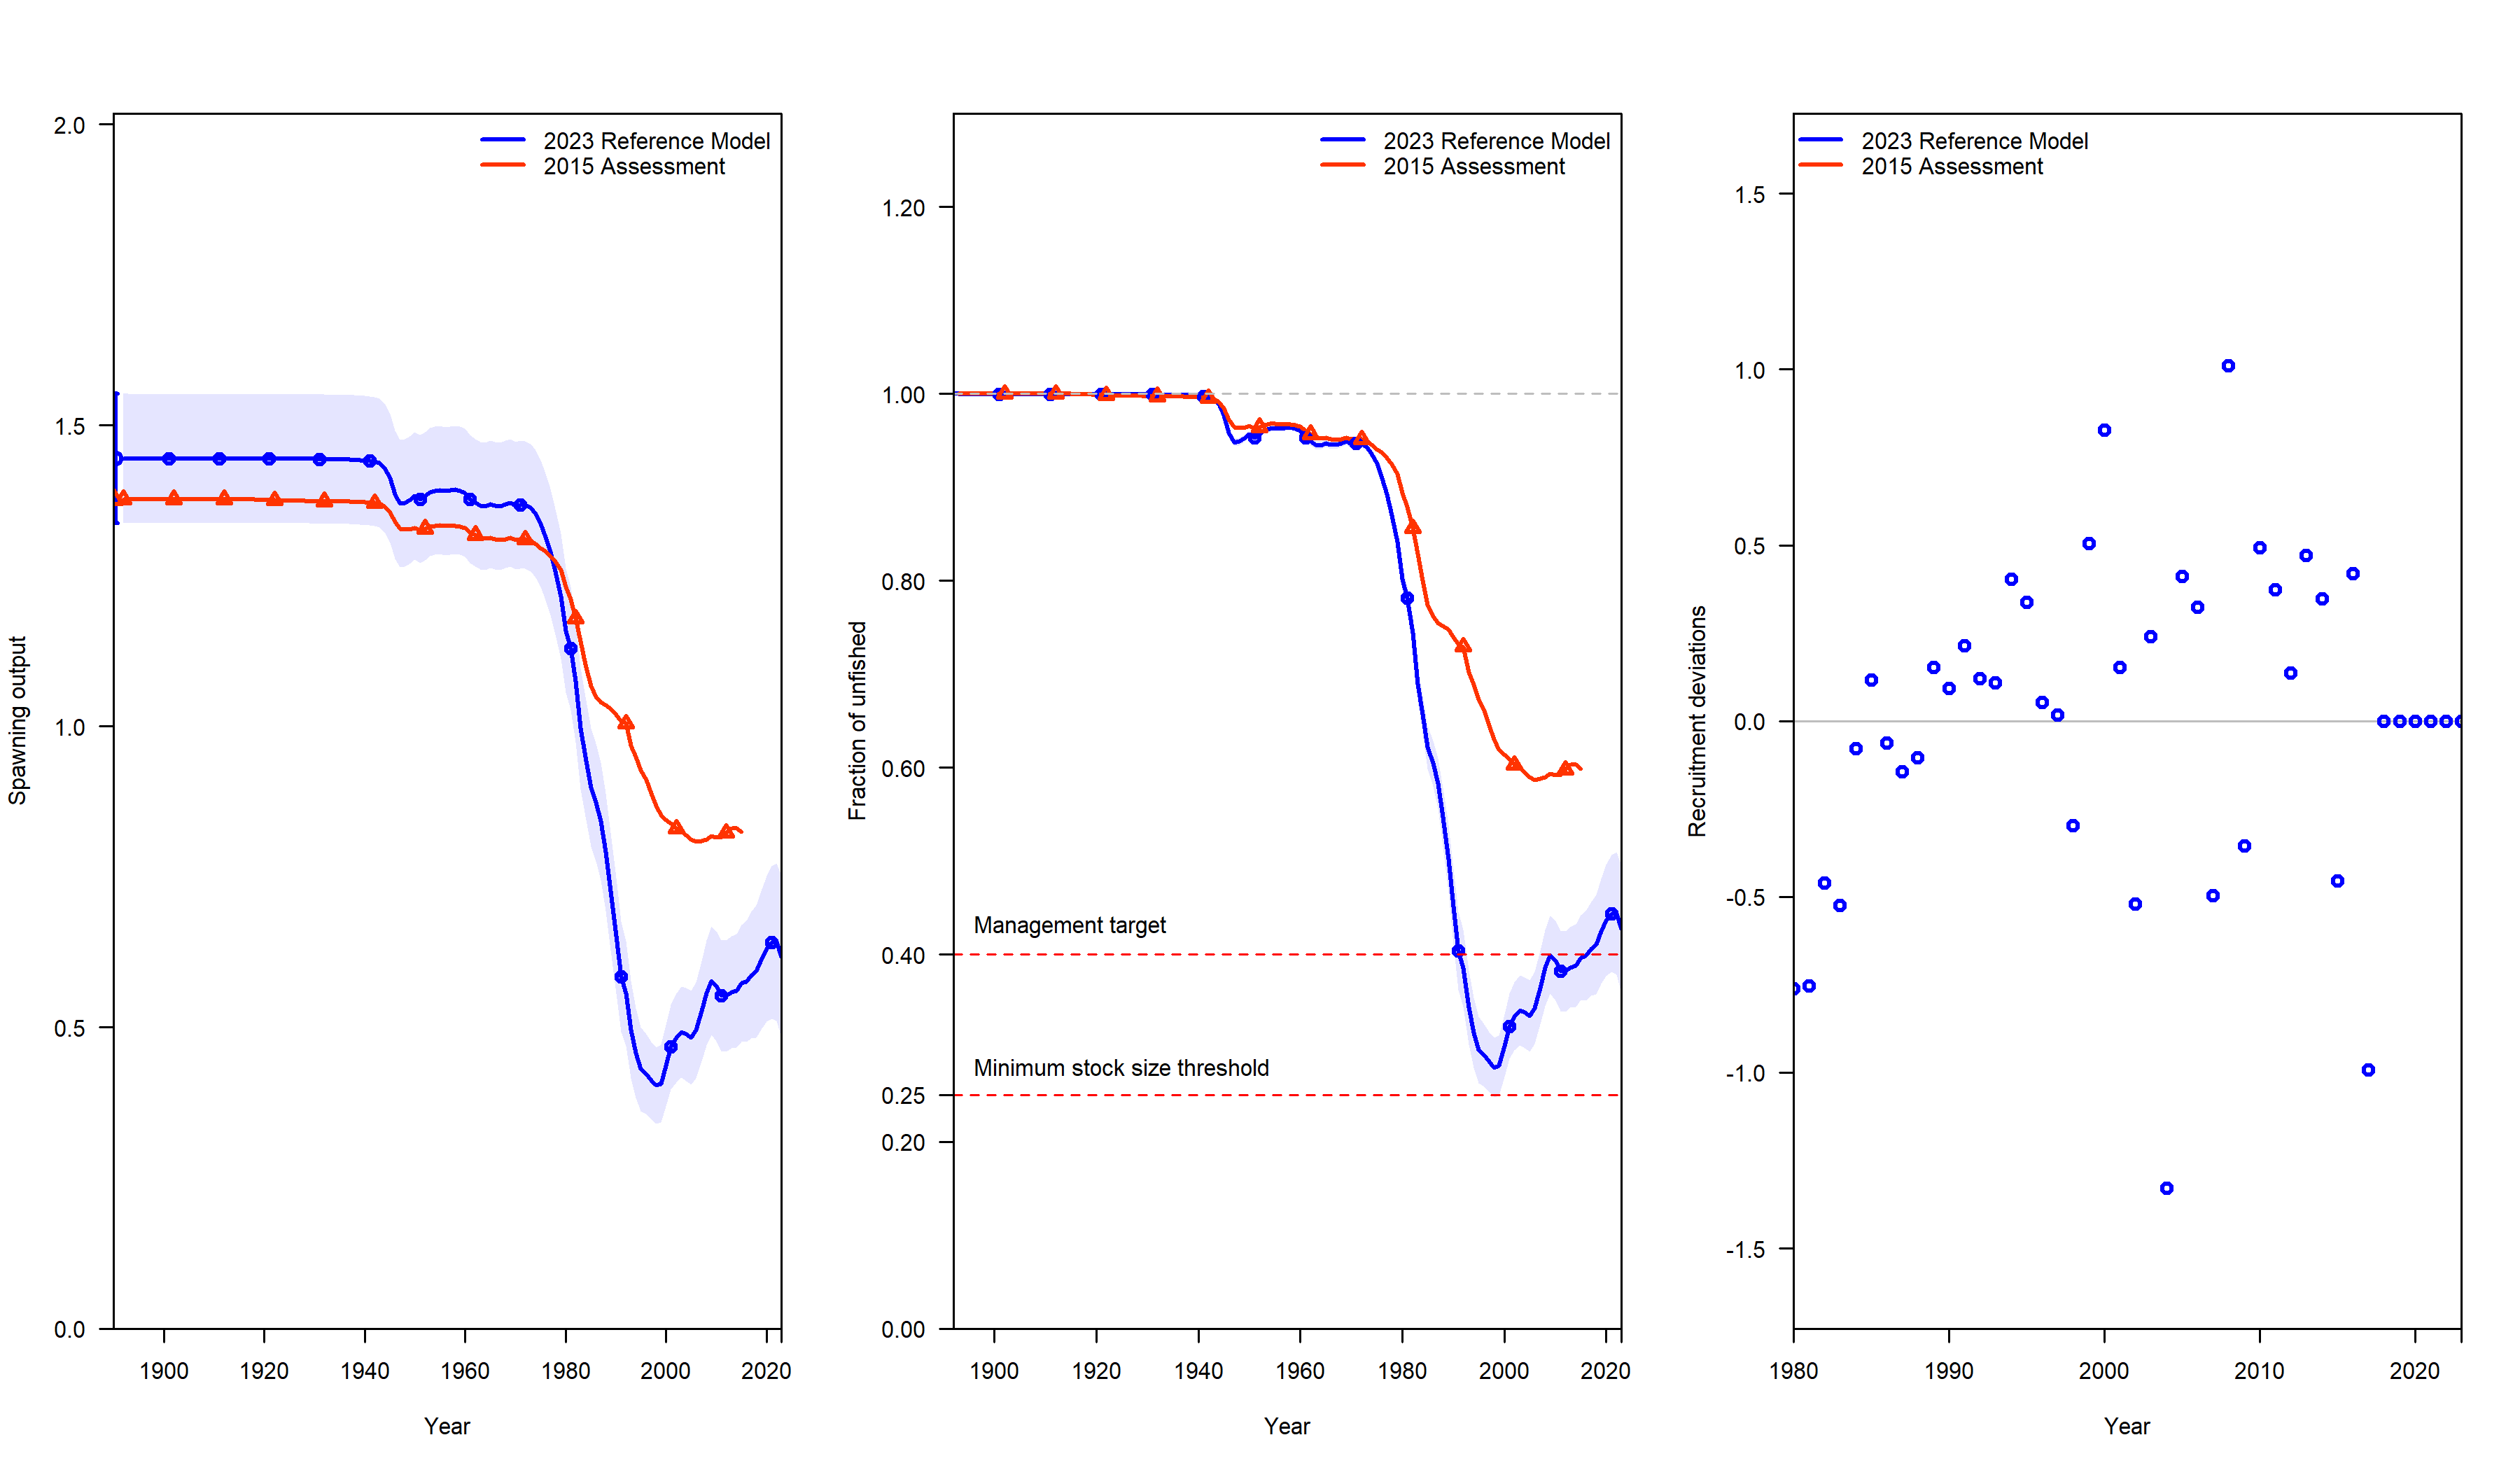 2023 Reference Model
2015 Assessment
Spawning output
2.0
1.5
1.0
0.5
0.0
1900 1920 1940 1960 1980 2000 2020
Year
2023 Reference Model
2015 Assessment
Fraction of unfished
1.20
1.00
0.80
0.60
0.40
0.25
0.20
0.00
Management target
Minimum stock size threshold
1900 1920 1940 1960 1980 2000 2020
Year
2023 Reference Model
2015 Assessment
Recruitment deviations
1.5
1.0
0.5
0.0
-0.5
-1.0
-1.5
1980 1990 2000 2010 2020
Year